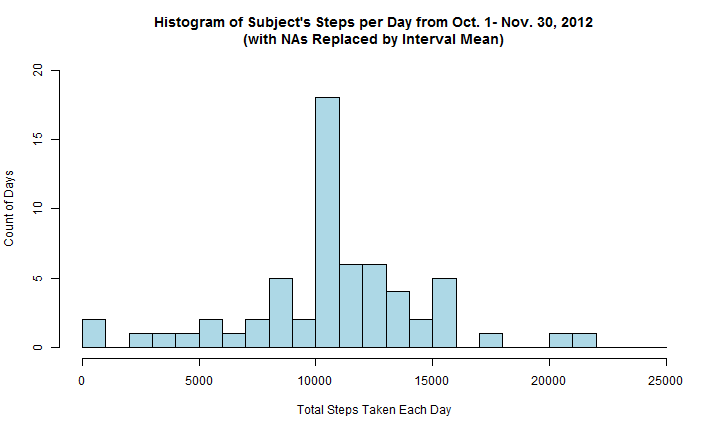 Histogram of Subject's Steps per Day from Oct. 1- Nov. 30, 2012
(with NAs Replaced by Interval Mean)
Count of Days
20
15
10
5
0
0 5000 10000 15000 20000 25000
Total Steps Taken Each Day